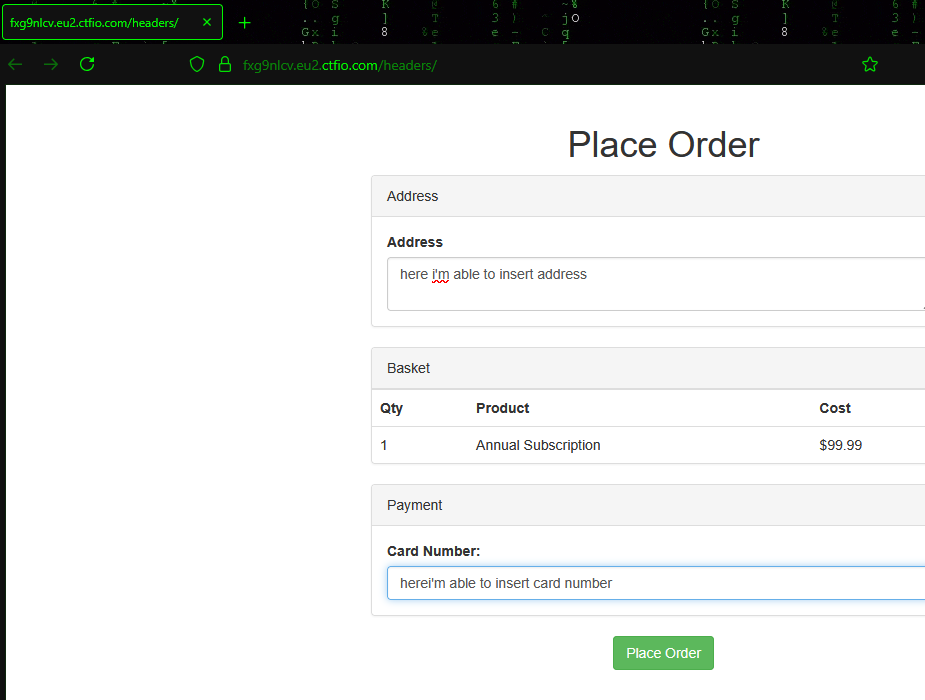 fxg9nlcv.eu2.ctfio.com/headers/
fxg9nlcv.eu2.ctfio.com/headers/
Place Order
Address
Address
here i'm able to insert address
Basket
Qty Product Cost
1 Annual Subscription $99.99
Payment
Card Number:
herei'm able to insert card number
Place Order